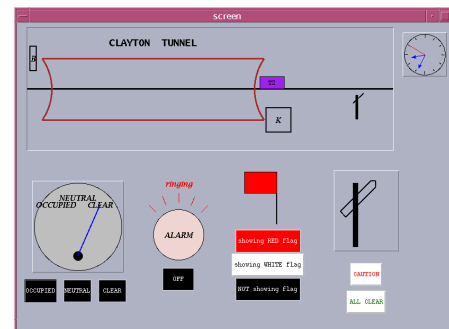 screen
CLAYTON TUNNEL
B
T2
K
ringing
NEUTRAL
OCCUPIED CLEAR
ALARM
showing RED flag
showing WHITE flag
NOT showing flag
OFF
OCCUPIED NEUTRAL CLEAR
CAUTION
ALL CLEAR